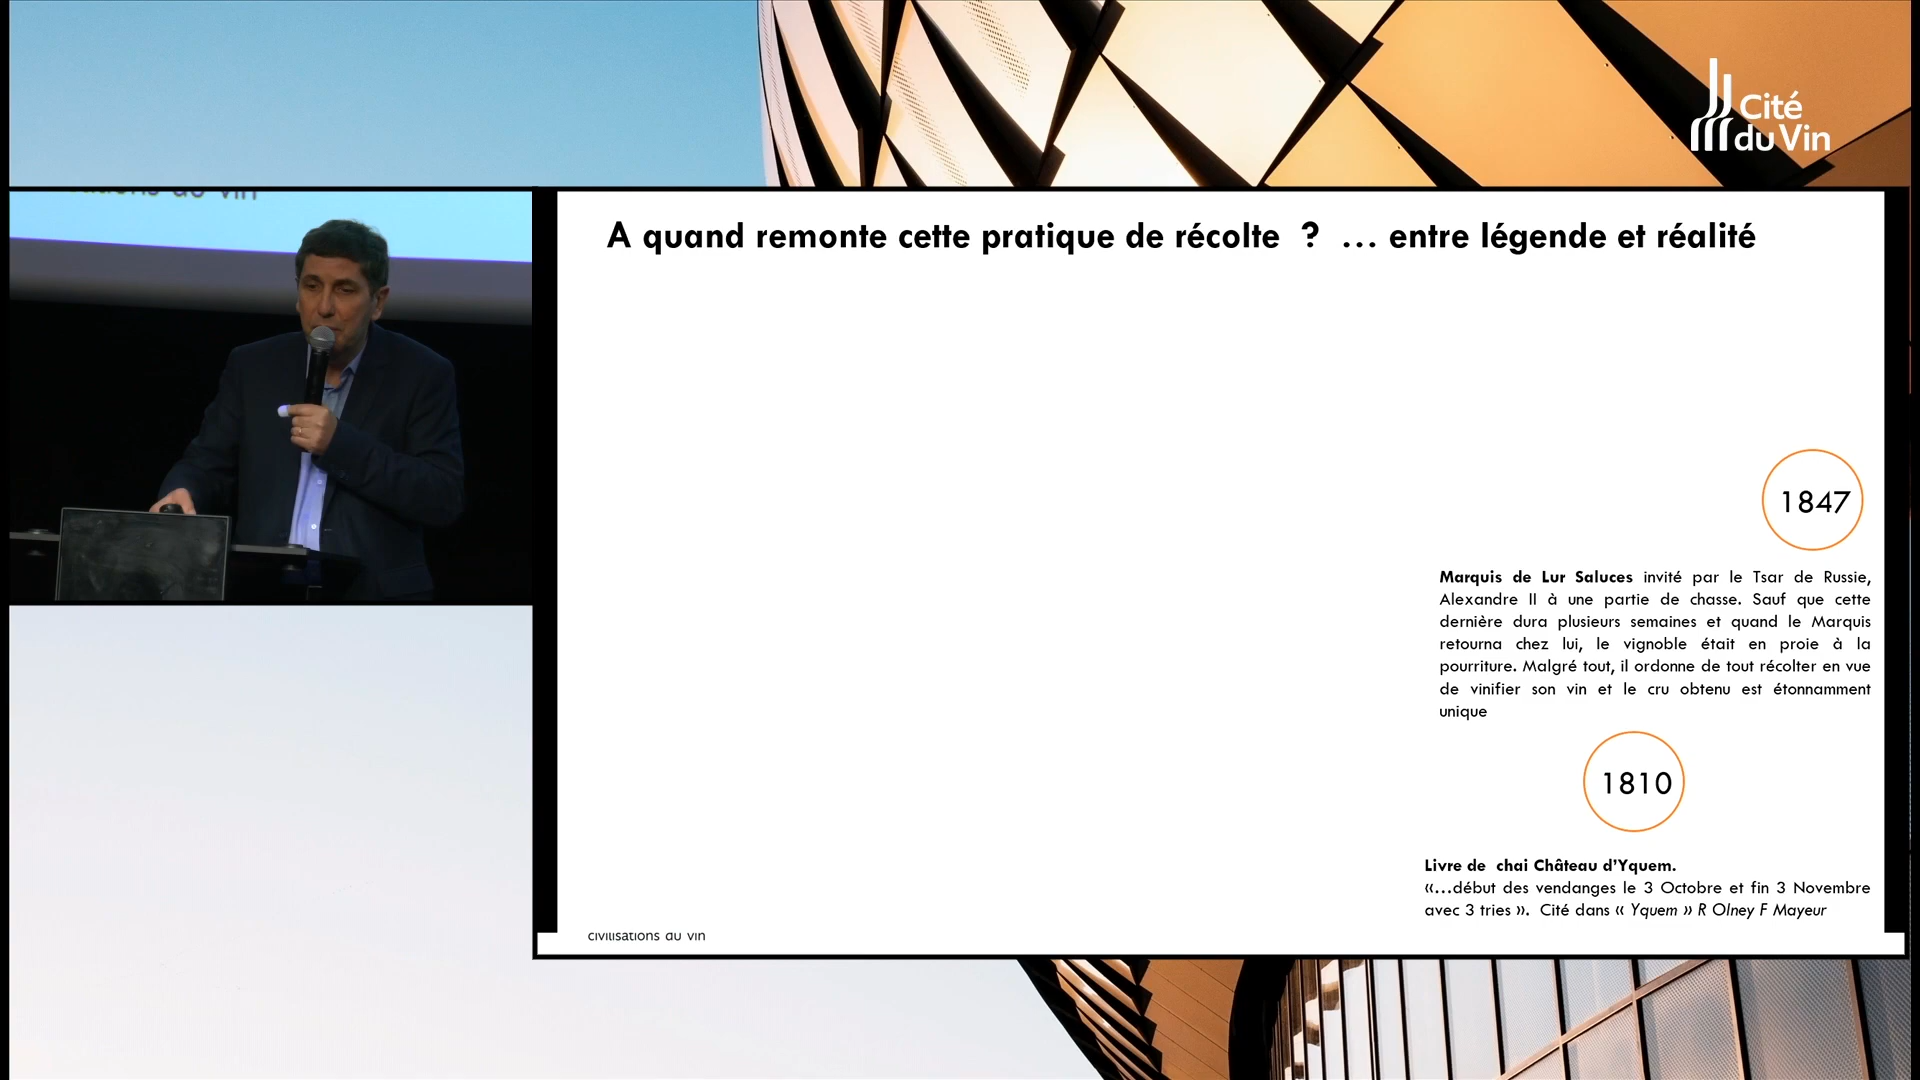 Cité
du Vin
A quand remonte cette pratique de récolte ? ... entre légende et réalité
1847
Marquis de Lur Saluces invité par le Tsar de Russie,
Alexandre II à une partie de chasse. Sauf que cette
dernière dura plusieurs semaines et quand le Marquis
retourna chez lui, le vignoble était en proie à la
pourriture. Malgré tout, il ordonne de tout récolter en vue
de vinifier son vin et le cru obtenu est étonnamment
unique
1810
Livre de chai Château d'Yquem.
«...début des vendanges le 3 Octobre et fin 3 Novembre
avec 3 tries ». Cité dans « Yquem » R Olney F Mayeur
civilisations du vin